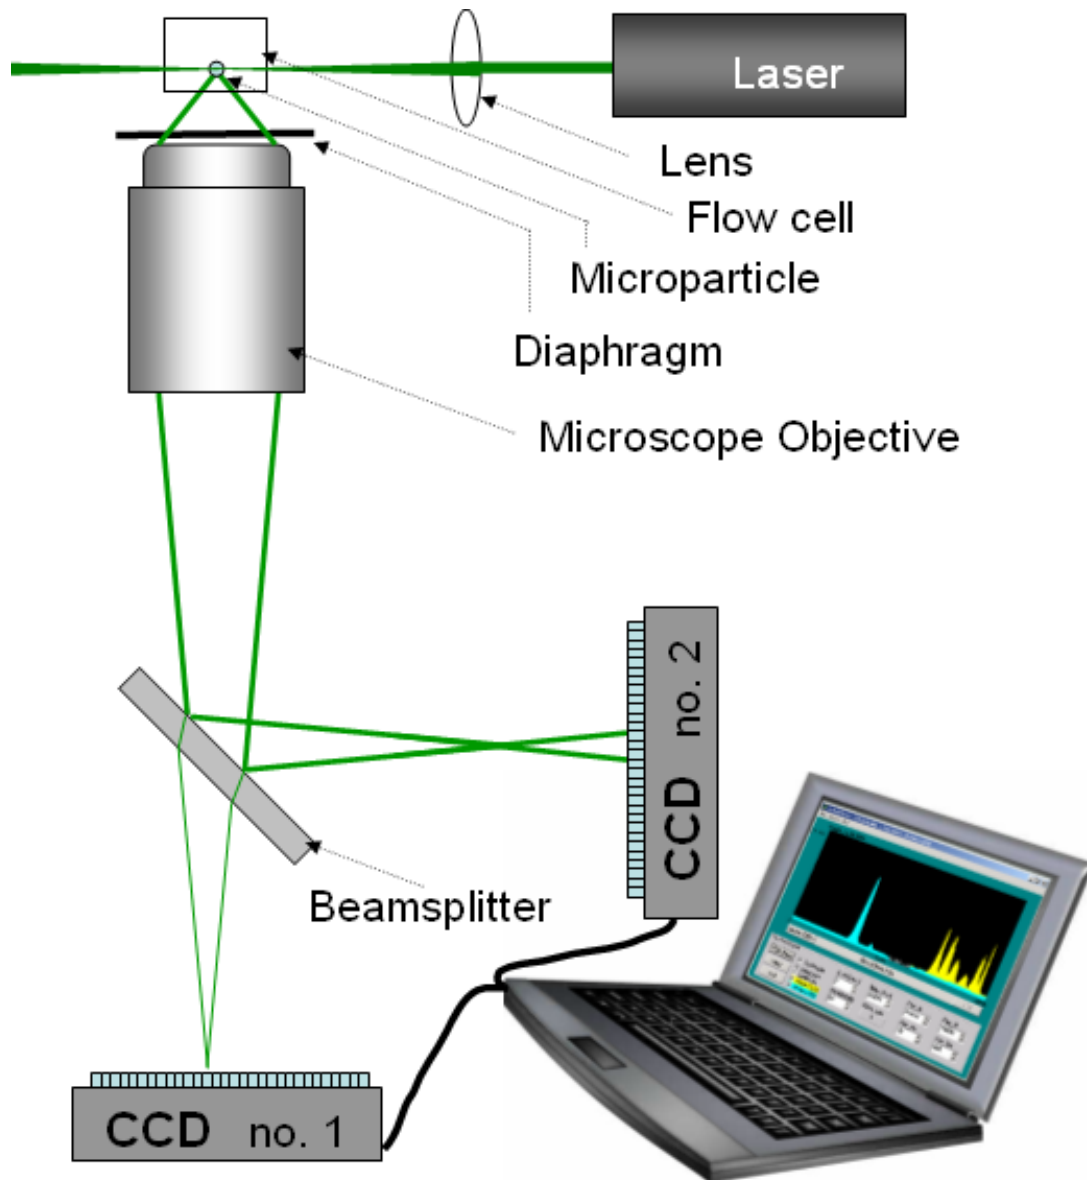 Laser
Lens
Flow cell
Microparticle
Diaphragm
Microscope Objective
CCD no. 2
Beamsplitter
CCD no. 1